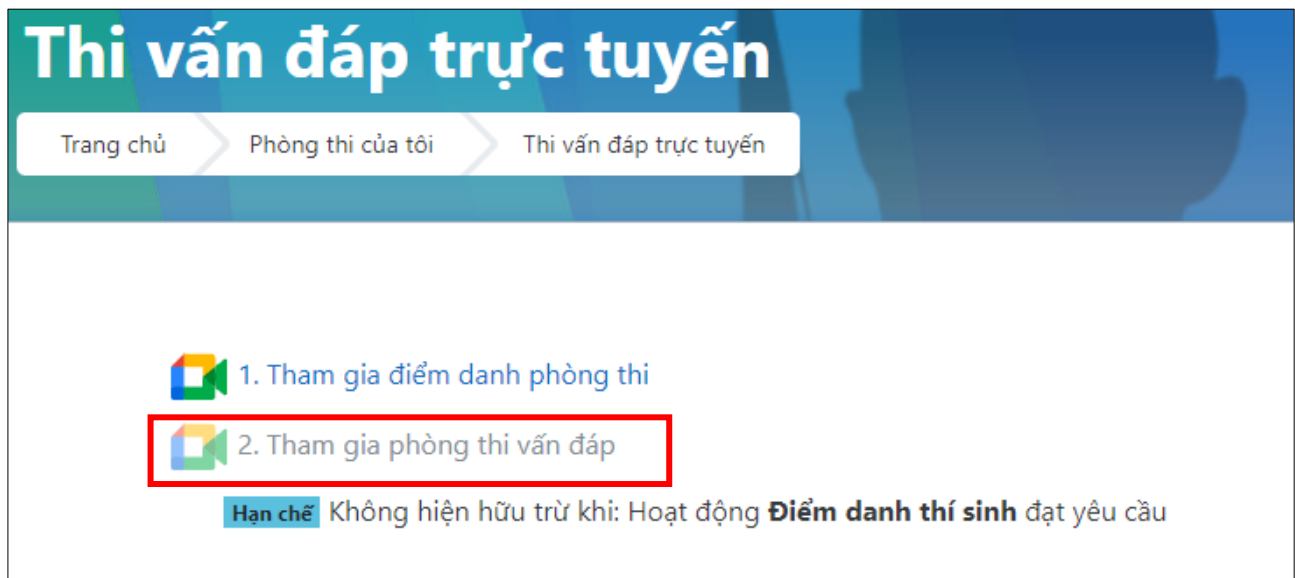 Thi vấn đáp trực tuyến
Trang chủ Phòng thi của tôi Thi vấn đáp trực tuyến
1. Tham gia điểm danh phòng thi
2. Tham gia phòng thi vấn đáp
Hạn chế Không hiện hữu trừ khi: Hoạt động Điểm danh thí sinh đạt yêu cầu